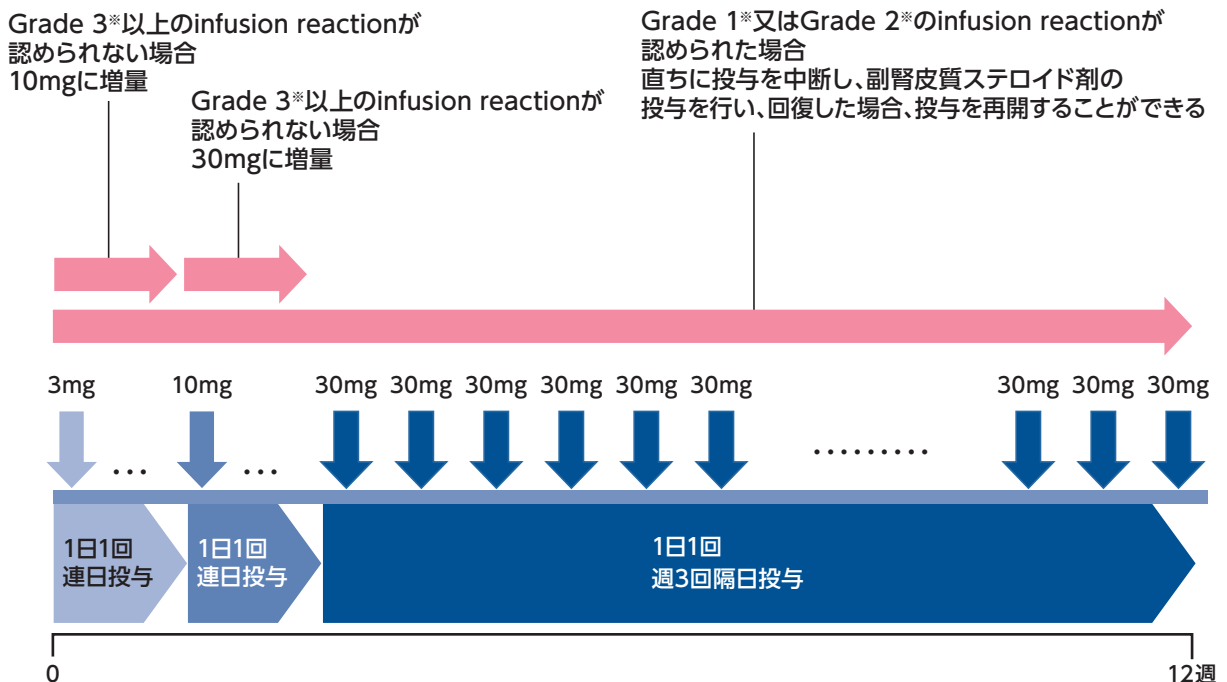 Grade 3※以上のinfusion reactionが
認められない場合
10mgに増量
Grade 3※以上のinfusion reactionが
認められない場合
30mgに増量
Grade 1※又はGrade 2※のinfusion reactionが
認められた場合
直ちに投与を中断し、副腎皮質ステロイド剤の
投与を行い、回復した場合、投与を再開することができる
3mg 10mg 30mg 30mg 30mg 30mg 30mg 30mg 30mg 30mg 30mg
… … ………
1日1回
連日投与
1日1回
連日投与
1日1回
週3回隔日投与
0 12週